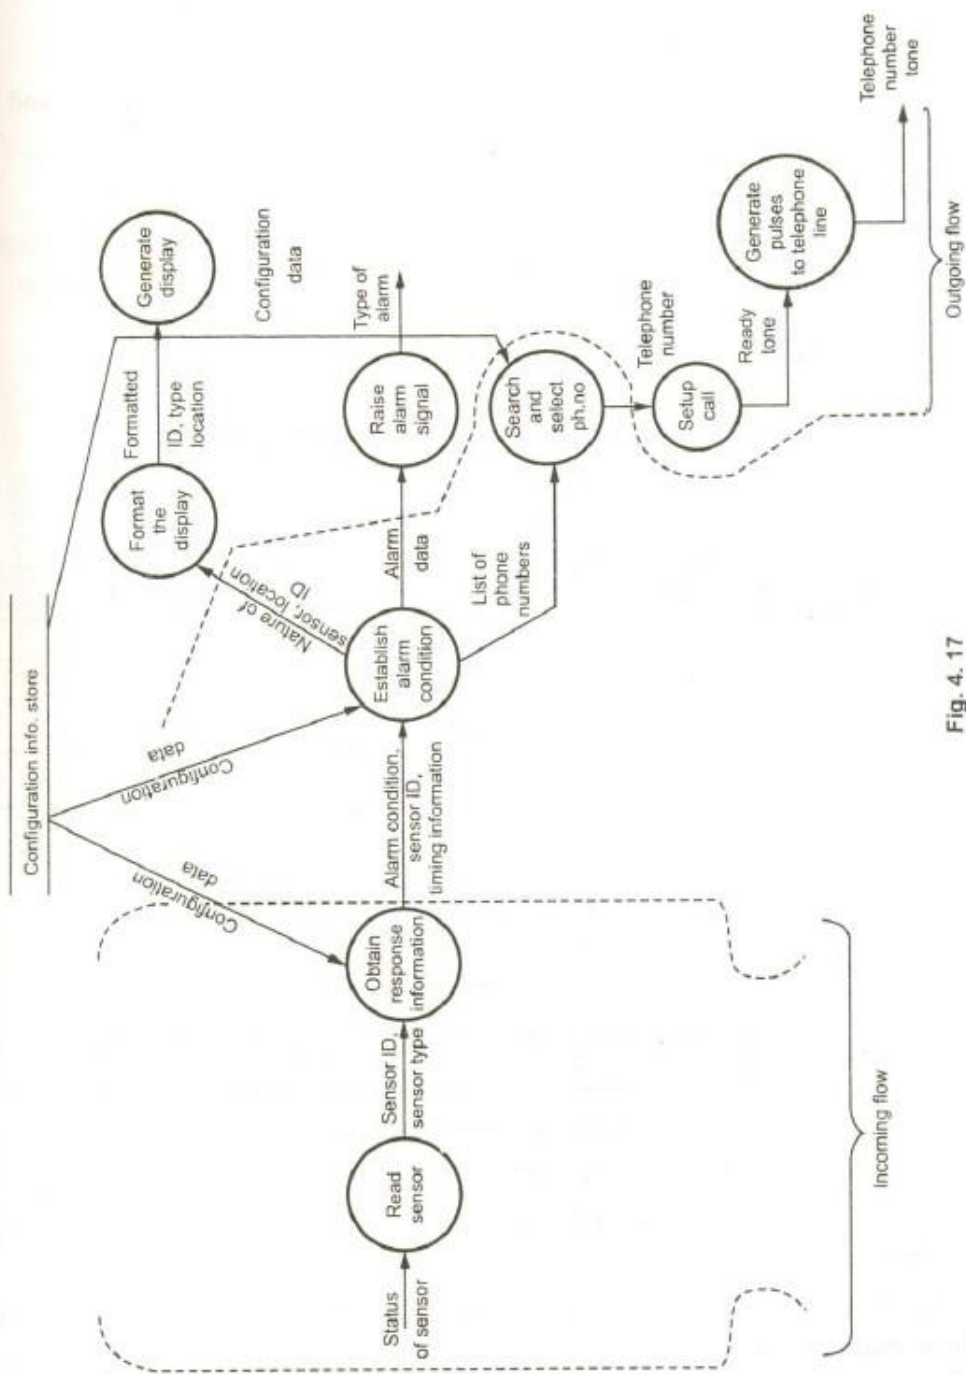 Configuration info. store
Configuration
data
Configuration
data
Status
of sensor
Read
sensor
Sensor ID,
sensor type
Obtain
response
information
Alarm condition,
sensor ID,
timing information
Establish
alarm
condition
Nature of
sensor, location
ID
Format
the
display
Formatted
ID, type
location
Generate
display
Configuration
data
Alarm
data
Raise
alarm
signal
Type of
alarm
List of
phone
numbers
Search
and
select
ph.no
Telephone
number
Setup
call
Ready
tone
Generate
pulses
to telephone
line
Telephone
number
tone
Incoming flow
Outgoing flow
Fig. 4. 17